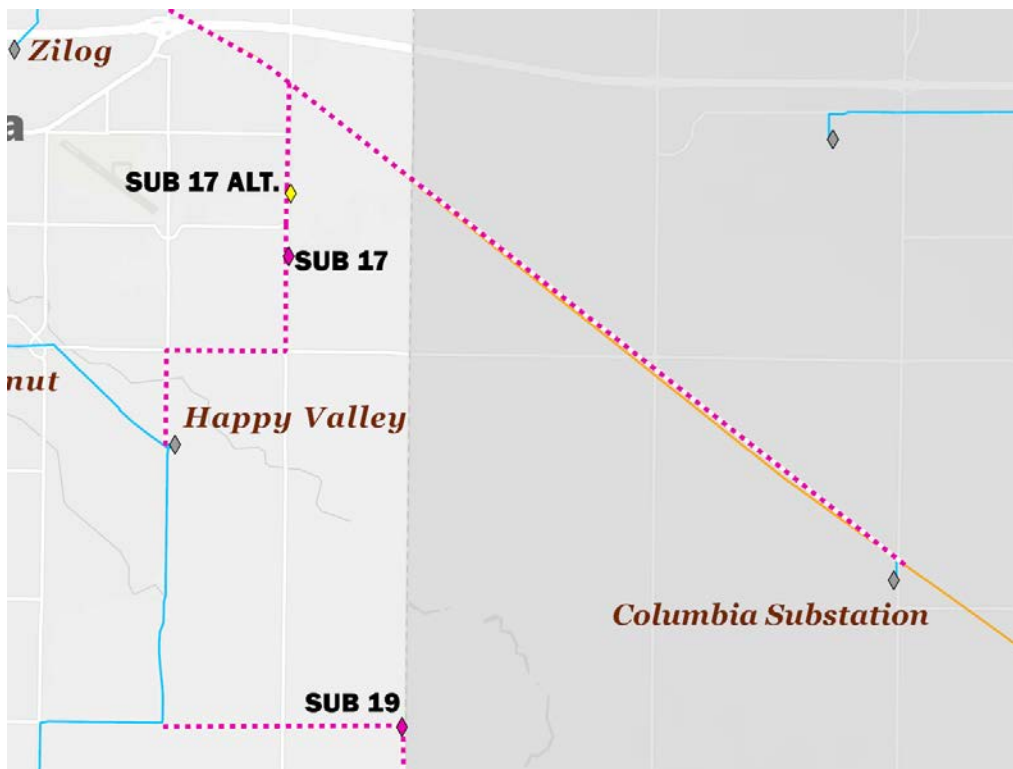 Zilog
a
SUB 17 ALT.
SUB 17
nut
Happy Valley
Columbia Substation
SUB 19